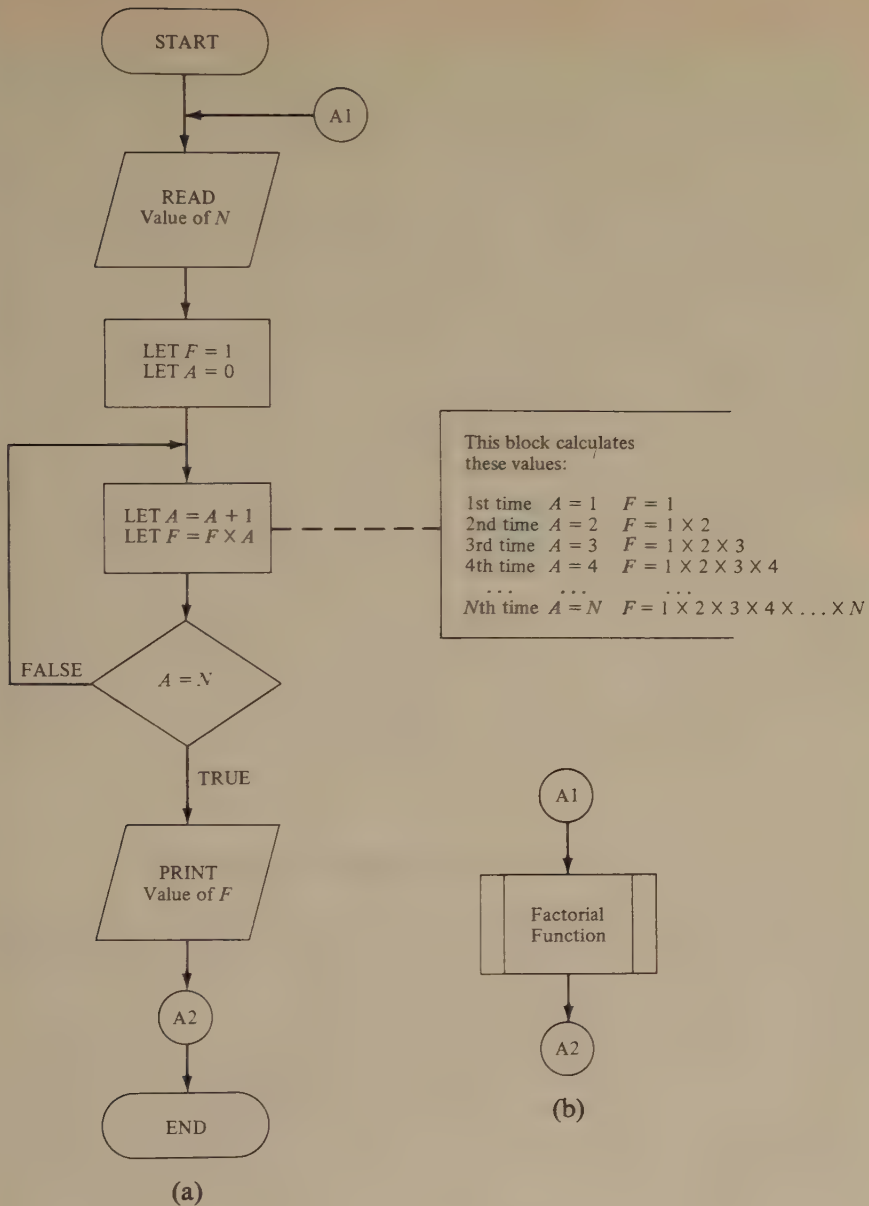 START
A1
READ
Value of N
LET F = 1
LET A = 0
LET A = A + 1
LET F = F × A
This block calculates
these values:
1st time A = 1 F = 1
2nd time A = 2 F = 1 × 2
3rd time A = 3 F = 1 × 2 × 3
4th time A = 4 F = 1 × 2 × 3 × 4
... ... ...
Nth time A = N F = 1 × 2 × 3 × 4 × ... × N
FALSE
A = N
TRUE
PRINT
Value of F
A2
END
(a)
A1
Factorial
Function
A2
(b)